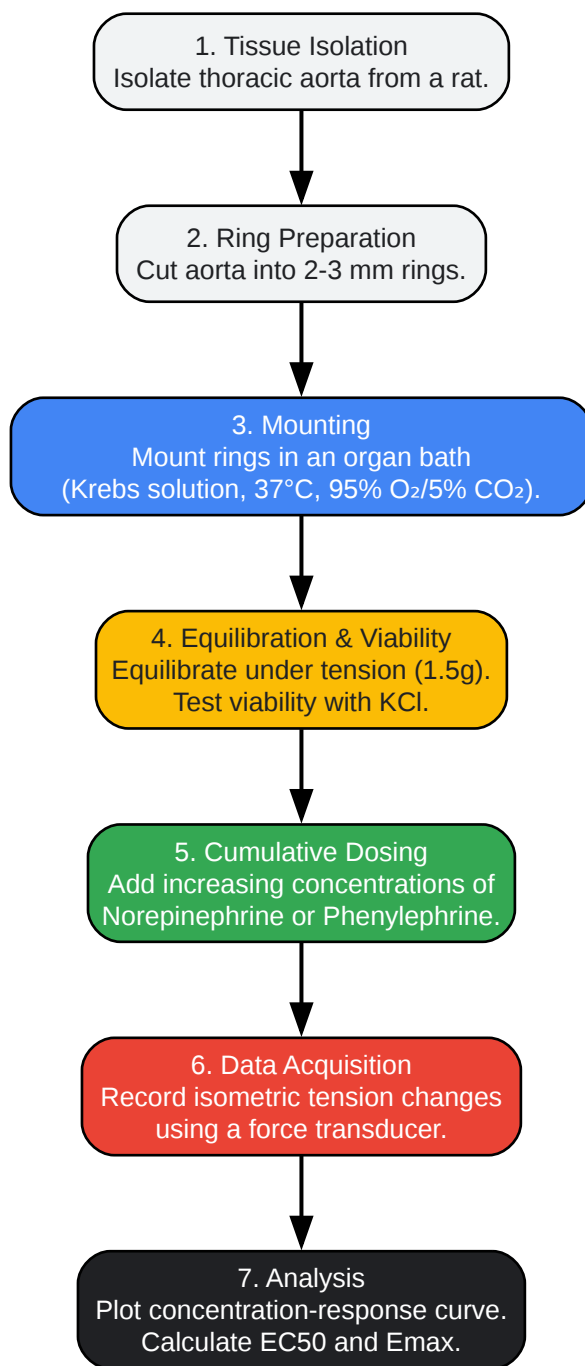 1. Tissue Isolation
Isolate thoracic aorta from a rat.
2. Ring Preparation
Cut aorta into 2-3 mm rings.
3. Mounting
Mount rings in an organ bath
(Krebs solution, 37°C, 95% O₂/5% CO₂).
4. Equilibration & Viability
Equilibrate under tension (1.5g).
Test viability with KCl.
5. Cumulative Dosing
Add increasing concentrations of
Norepinephrine or Phenylephrine.
6. Data Acquisition
Record isometric tension changes
using a force transducer.
7. Analysis
Plot concentration-response curve.
Calculate EC50 and Emax.